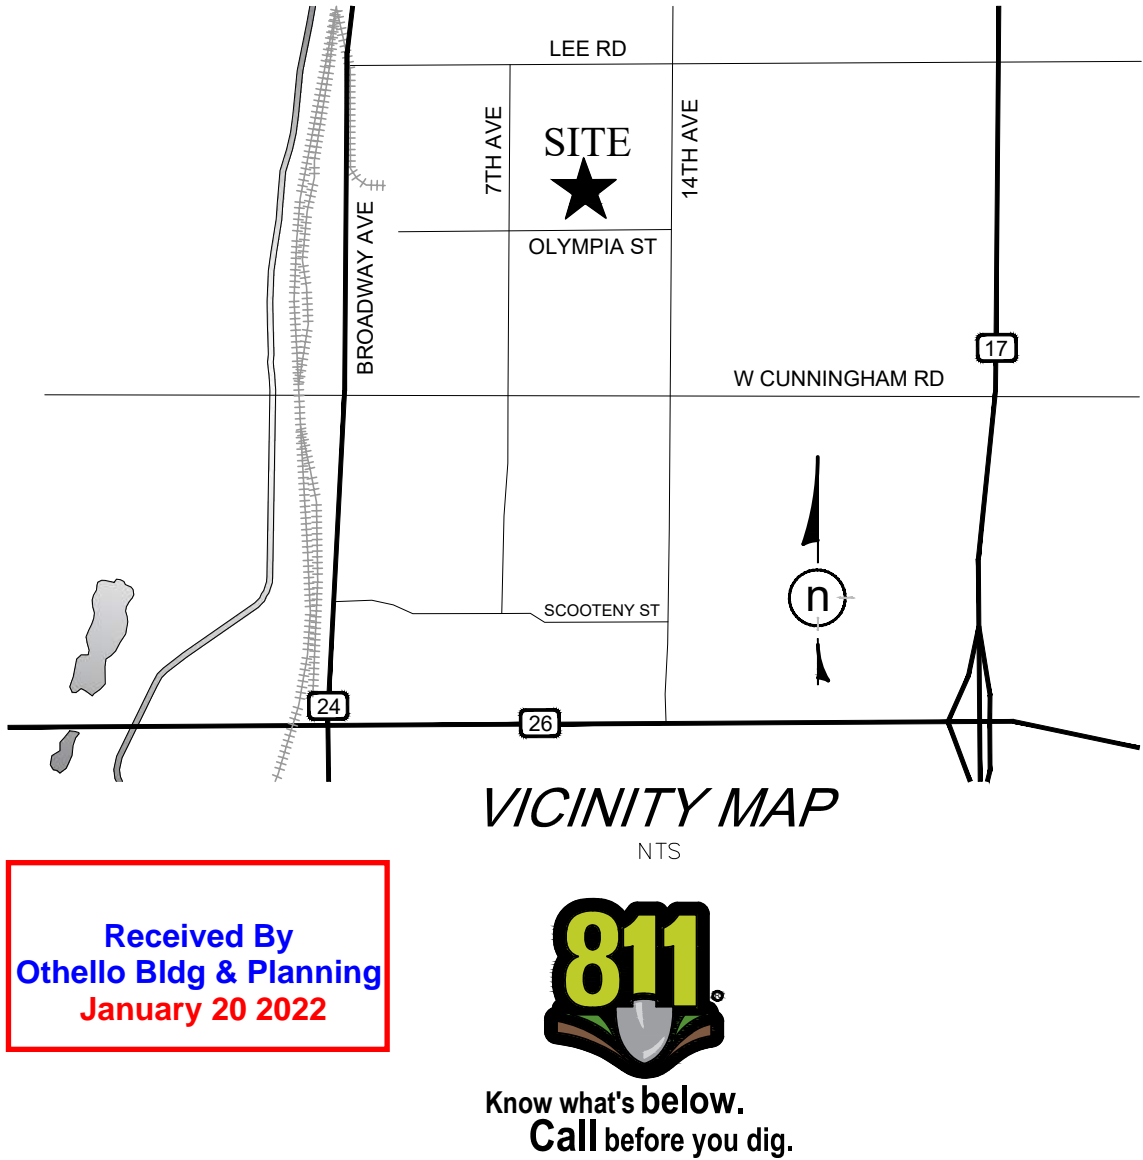 LEE RD
7TH AVE
SITE
14TH AVE
BROADWAY AVE
OLYMPIA ST
17
W CUNNINGHAM RD
n
SCOOTENY ST
24
26
VICINITY MAP
NTS
Received By
Othello Bldg & Planning
January 20 2022
811
®
Know what's below.
Call before you dig.